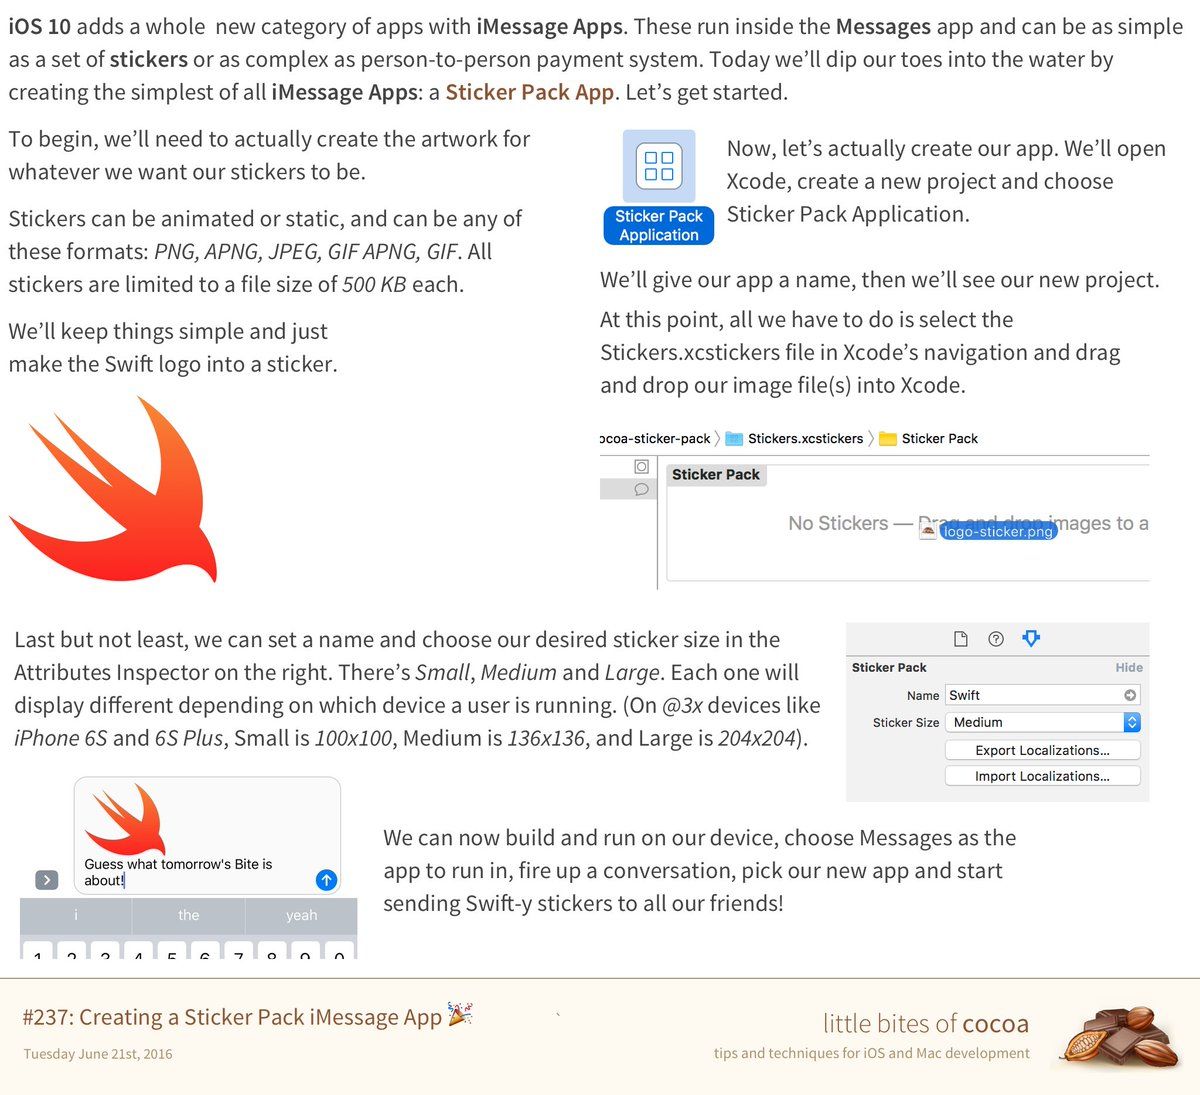 iOS 10 adds a whole  new category of apps with iMessage Apps. These run inside the Messages app and can be as simple
as a set of stickers or as complex as person-to-person payment system. Today we'll dip our toes into the water by
creating the simplest of all iMessage Apps: a Sticker Pack App. Let's get started.
To begin, we'll need to actually create the artwork for
whatever we want our stickers to be.
Stickers can be animated or static, and can be any of
these formats: PNG, APNG, JPEG, GIF APNG, GIF. All
stickers are limited to a file size of 500 KB each.
We'll keep things simple and just
make the Swift logo into a sticker.
Sticker Pack
Application
Now, let's actually create our app. We'll open
Xcode, create a new project and choose
Sticker Pack Application.
We'll give our app a name, then we'll see our new project.
At this point, all we have to do is select the
Stickers.xcstickers file in Xcode's navigation and drag
and drop our image file(s) into Xcode.
ocoa-sticker-pack 〉 Stickers.xcstickers 〉 Sticker Pack
Sticker Pack
No Stickers — Drag and drop images to a
logo-sticker.png
Last but not least, we can set a name and choose our desired sticker size in the
Attributes Inspector on the right. There's Small, Medium and Large. Each one will
display different depending on which device a user is running. (On @3x devices like
iPhone 6S and 6S Plus, Small is 100x100, Medium is 136x136, and Large is 204x204).
Sticker Pack Hide
Name Swift
Sticker Size Medium
Export Localizations...
Import Localizations...
Guess what tomorrow's Bite is
about!
i the yeah
1 2 3 4 5 6 7 8 9 0
We can now build and run on our device, choose Messages as the
app to run in, fire up a conversation, pick our new app and start
sending Swift-y stickers to all our friends!
#237: Creating a Sticker Pack iMessage App 🎉
Tuesday June 21st, 2016
`
little bites of cocoa
tips and techniques for iOS and Mac development